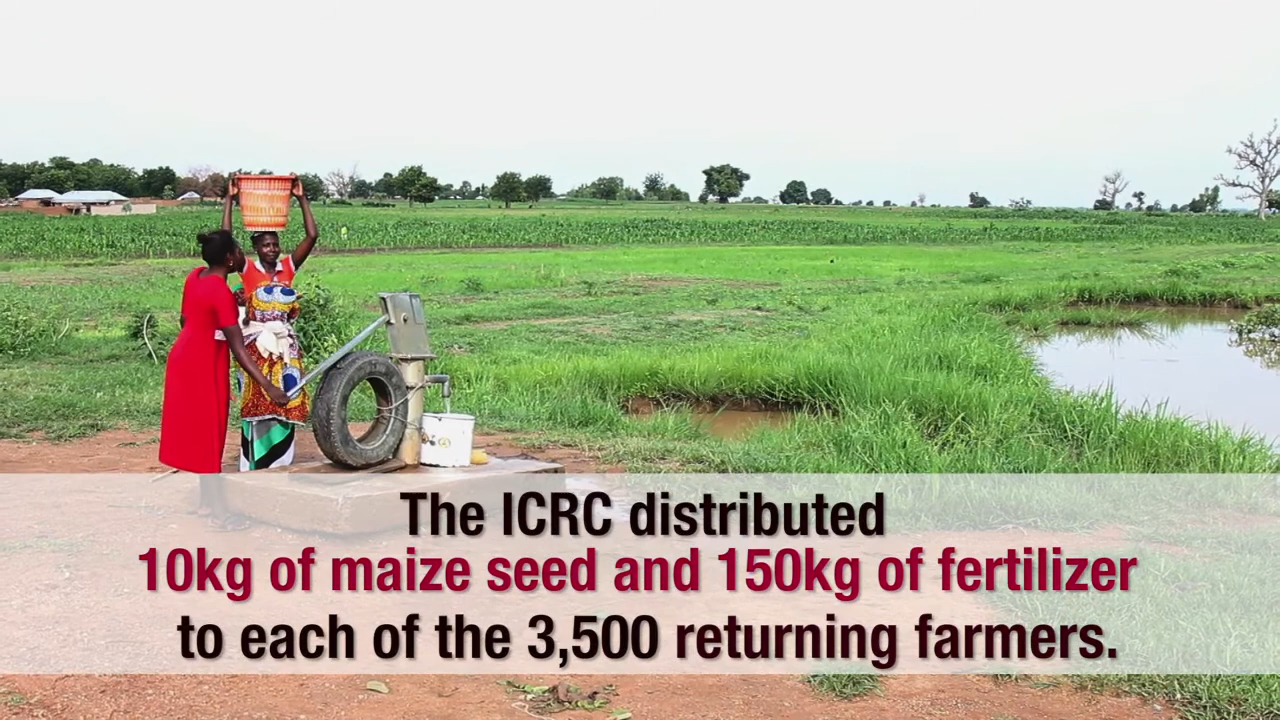 The ICRC distributed
10kg of maize seed and 150kg of fertilizer
to each of the 3,500 returning farmers.